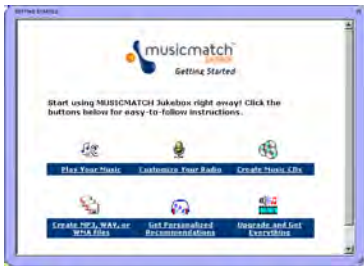 musicmatch
JUKEBOX
Getting Started
Start using MUSICMATCH Jukebox right away! Click the
buttons below for easy-to-follow instructions.
Play Your Music
Customize Your Radio
Create Music CDs
Create MP3, WAV, or
WMA files
Get Personalized
Recommendations
Upgrade and Get
Everything